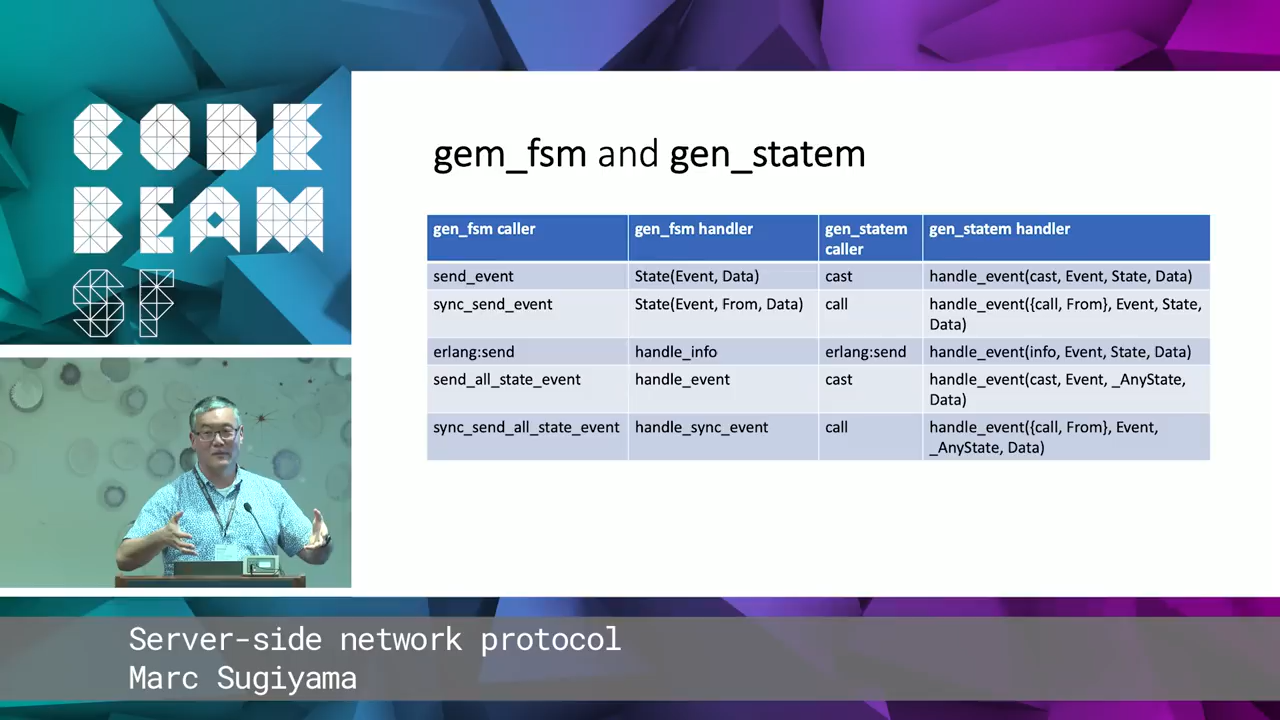 CODE
BEAM
SF
gem_fsm and gen_statem
gen_fsm caller
gen_fsm handler
gen_statem
caller
gen_statem handler
send_event
State(Event, Data)
cast
handle_event(cast, Event, State, Data)
sync_send_event
State(Event, From, Data)
call
handle_event({call, From}, Event, State,
Data)
erlang:send
handle_info
erlang:send
handle_event(info, Event, State, Data)
send_all_state_event
handle_event
cast
handle_event(cast, Event, _AnyState,
Data)
sync_send_all_state_event
handle_sync_event
call
handle_event({call, From}, Event,
_AnyState, Data)
Server-side network protocol
Marc Sugiyama